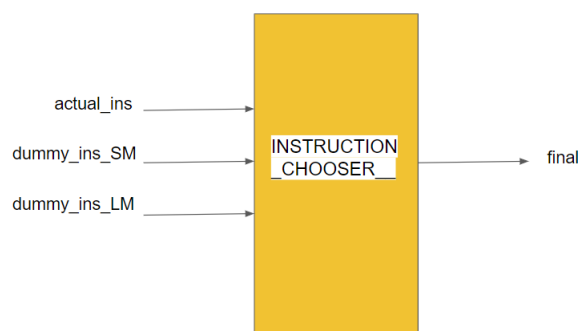 actual_ins
dummy_ins_SM
dummy_ins_LM
INSTRUCTION
_CHOOSER__
final